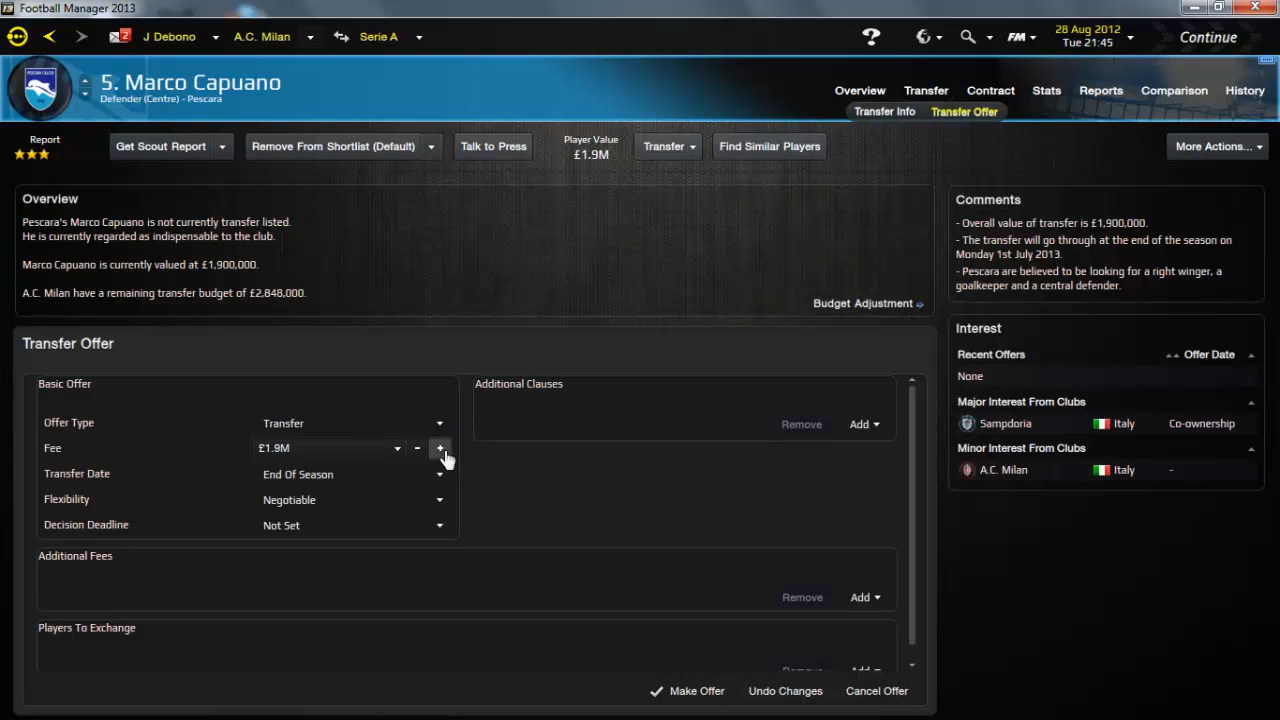 Football Manager 2013
2 J Debono A.C. Milan Serie A
28 Aug 2012
Tue 21:45
FM
Continue
5. Marco Capuano
Defender (Centre) - Pescara
Overview Transfer Contract Stats Reports Comparison History
Transfer Info Transfer Offer
Report
Get Scout Report
Remove From Shortlist (Default)
Talk to Press
Player Value
£1.9M
Transfer
Find Similar Players
More Actions...
Overview
Pescara's Marco Capuano is not currently transfer listed.
He is currently regarded as indispensable to the club.
Marco Capuano is currently valued at £1,900,000.
A.C. Milan have a remaining transfer budget of £2,848,000.
Budget Adjustment
Comments
- Overall value of transfer is £1,900,000.
- The transfer will go through at the end of the season on
Monday 1st July 2013.
- Pescara are believed to be looking for a right winger, a
goalkeeper and a central defender.
Transfer Offer
Basic Offer
Offer Type Transfer
Fee £1.9M - +
Transfer Date End Of Season
Flexibility Negotiable
Decision Deadline Not Set
Additional Clauses
Remove Add
Additional Fees
Remove Add
Players To Exchange
Remove Add
Make Offer Undo Changes Cancel Offer
Interest
Recent Offers Offer Date
None
Major Interest From Clubs
Sampdoria Italy Co-ownership
Minor Interest From Clubs
A.C. Milan Italy -